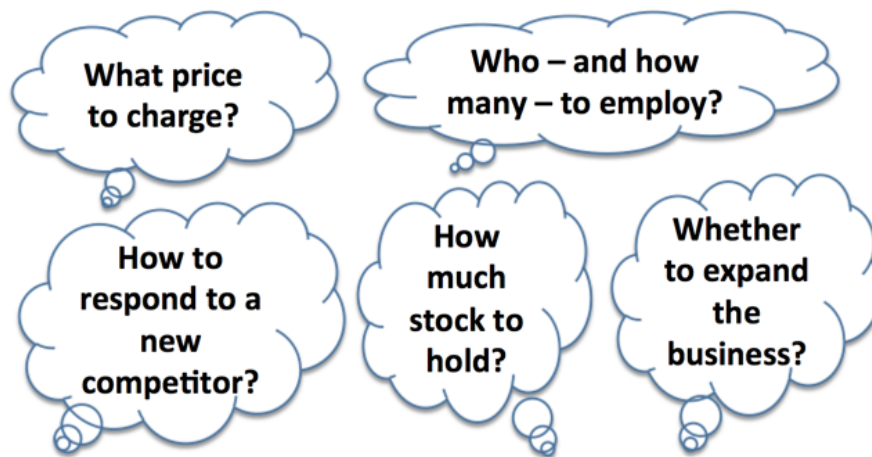 What price
to charge?
Who – and how
many – to employ?
How to
respond to a
new
competitor?
How
much
stock to
hold?
Whether
to expand
the
business?